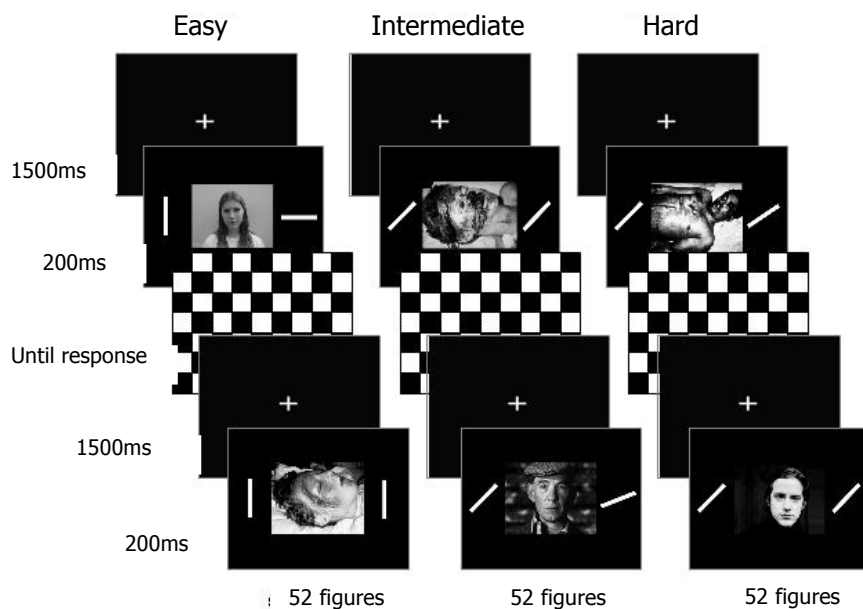 Easy
Intermediate
Hard
1500ms
200ms
Until response
1500ms
200ms
52 figures
52 figures
52 figures